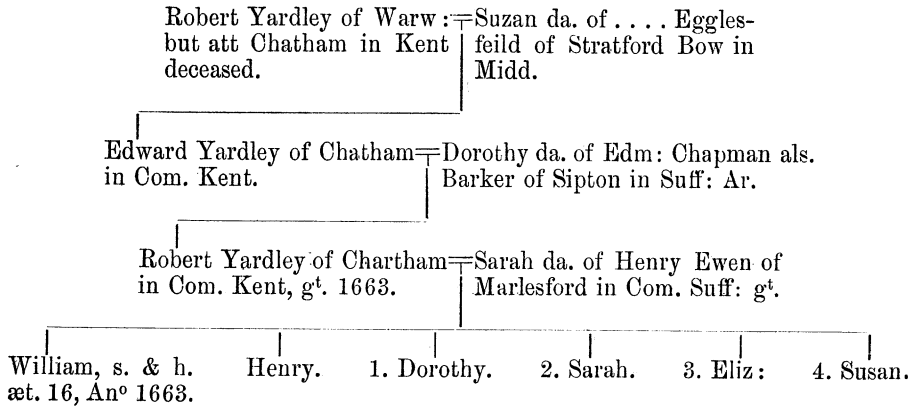 Robert Yardley of Warw : Suzan da. of . . . . Eggles-
but att Chatham in Kent feild of Stratford Bow in
deceased. Midd.
Edward Yardley of Chatham Dorothy da. of Edm: Chapman als.
in Com. Kent. Barker of Sipton in Suff: Ar.
Robert Yardley of Chartham Sarah da. of Henry Ewen of
in Com. Kent, gᵗ. 1663. Marlesford in Com. Suff: gᵗ.
William, s. & h. Henry. 1. Dorothy. 2. Sarah. 3. Eliz: 4. Susan.
æt. 16, Anº 1663.